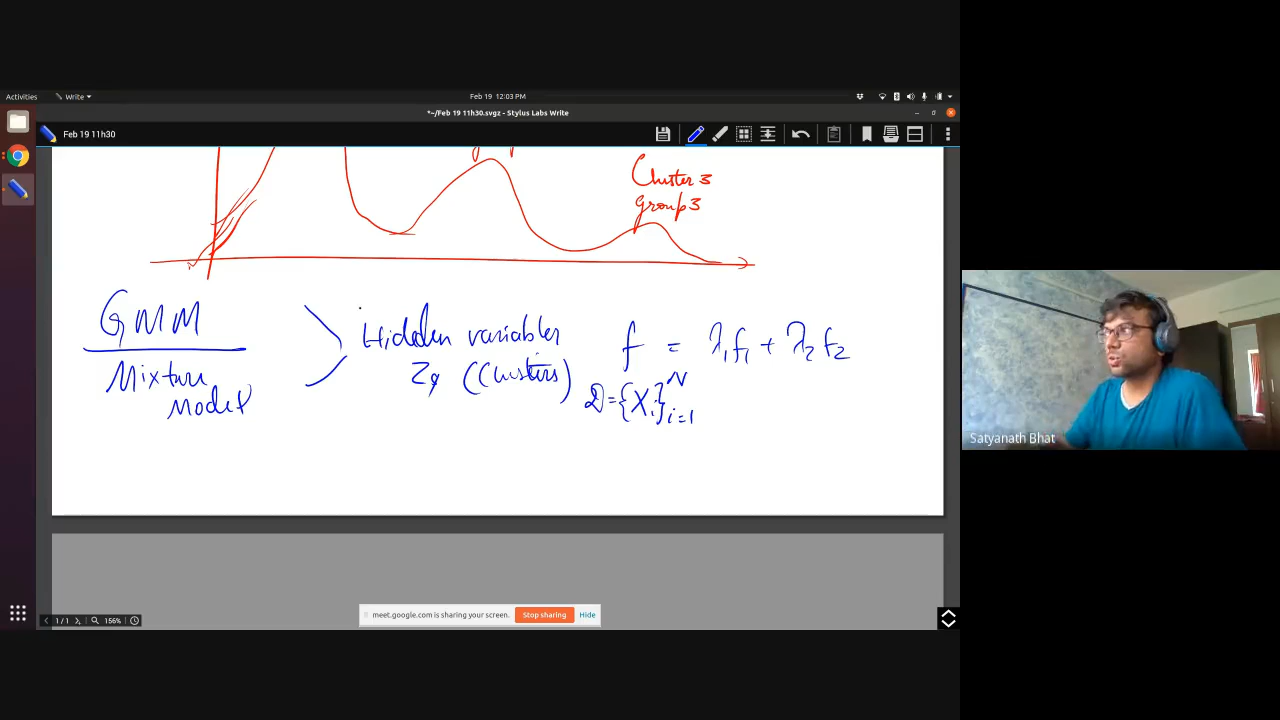 Activities
Write
Feb 19 12:03 PM
*~/Feb 19 11h30.svgz - Stylus Labs Write
Feb 19 11h30
Cluster 3
group 3
GMM
Mixture
Model
Hidden variables
(Clusters)
f = λ₁f₁ + λ₂f₂
D = {X_i}_{i=1}^N
Satyanath Bhat
meet.google.com is sharing your screen.
Stop sharing
Hide
1/1
156%